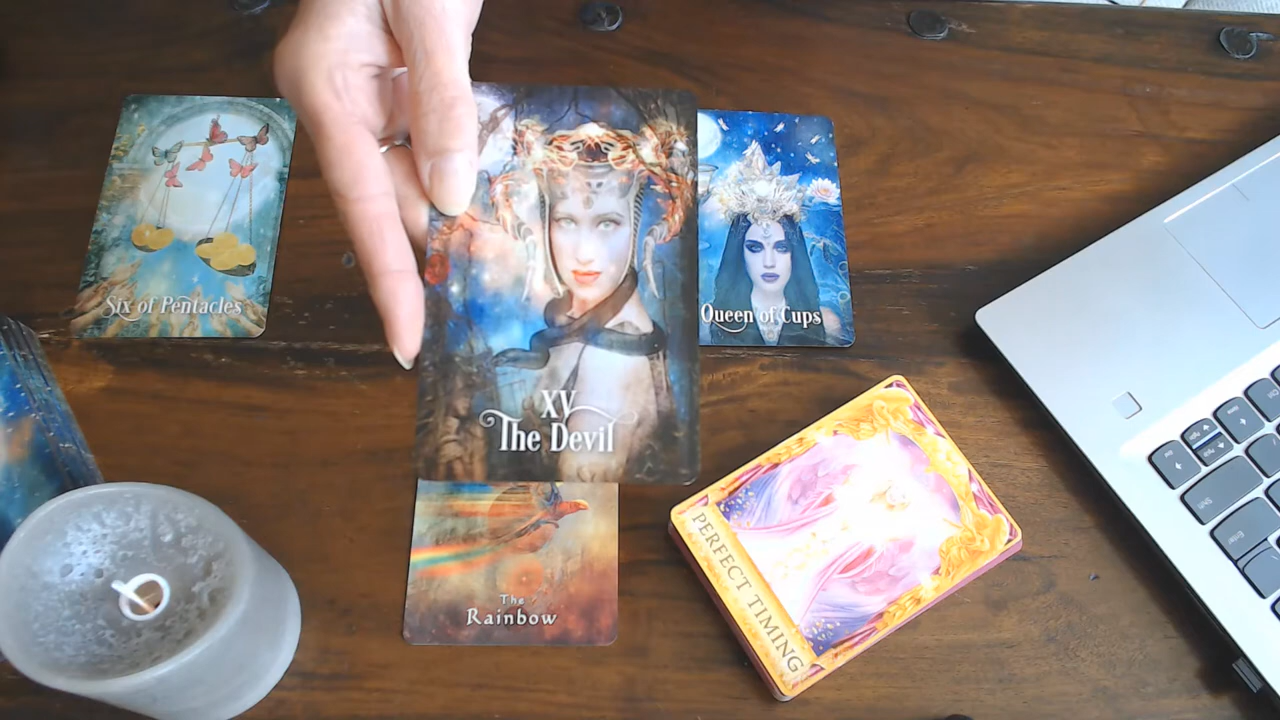 Six of Pentacles
XV
The Devil
Queen of Cups
The
Rainbow
PERFECT TIMING